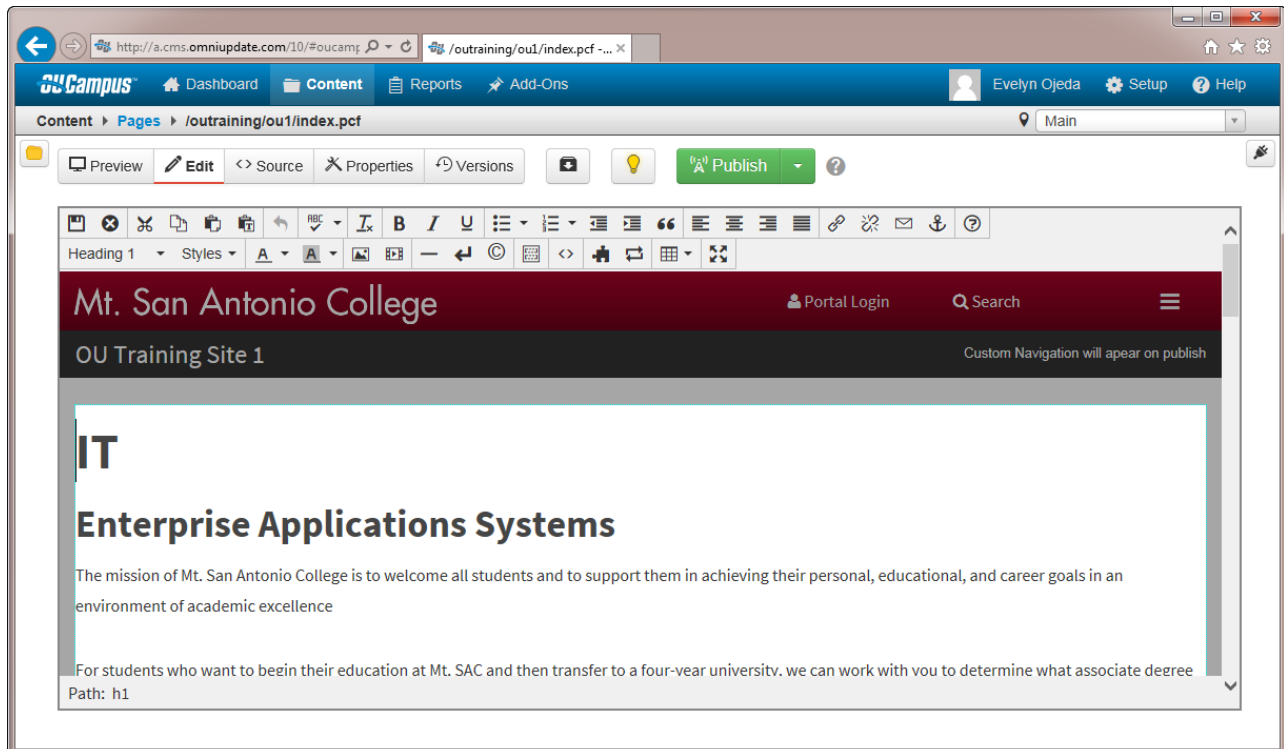 http://a.cms.omniupdate.com/10/#oucamp
/outraining/ou1/index.pcf -...
OU Campus Dashboard Content Reports Add-Ons Evelyn Ojeda Setup Help
Content Pages /outraining/ou1/index.pcf Main
Preview Edit <> Source Properties Versions Publish
ABC B I U
Heading 1 Styles A A
Mt. San Antonio College Portal Login Search
OU Training Site 1 Custom Navigation will apear on publish
IT
Enterprise Applications Systems
The mission of Mt. San Antonio College is to welcome all students and to support them in achieving their personal, educational, and career goals in an
environment of academic excellence
For students who want to begin their education at Mt. SAC and then transfer to a four-year university, we can work with you to determine what associate degree
Path: h1